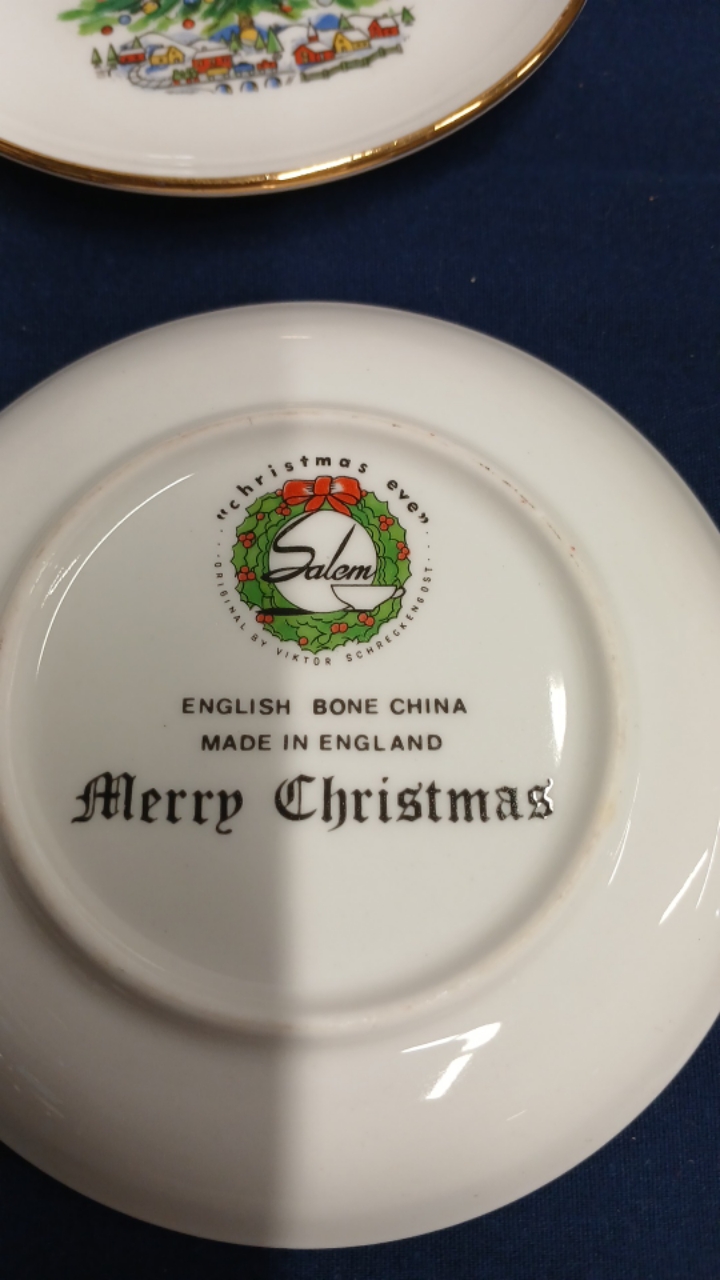 "christmas eve"
Salem
ORIGINAL BY VIKTOR SCHRECKENGOST
ENGLISH BONE CHINA
MADE IN ENGLAND
Merry Christmas